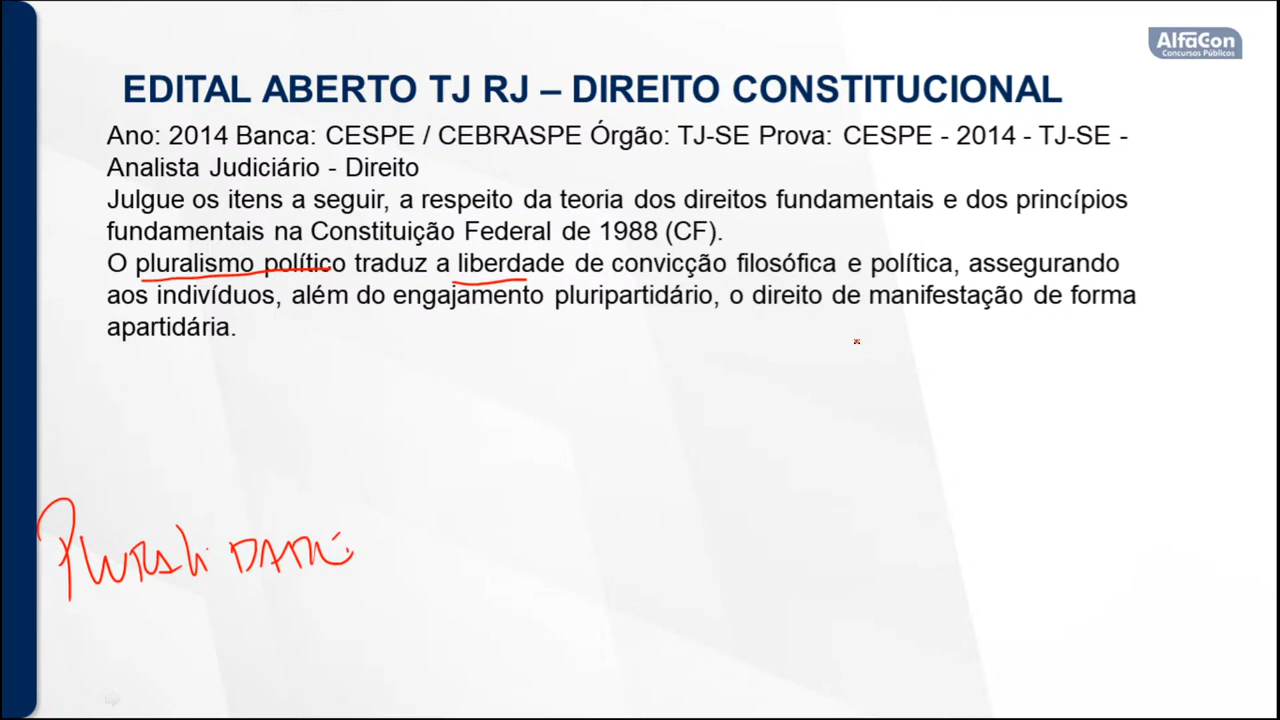 AlfaCon
Concursos Públicos
EDITAL ABERTO TJ RJ – DIREITO CONSTITUCIONAL
Ano: 2014 Banca: CESPE / CEBRASPE Órgão: TJ-SE Prova: CESPE - 2014 - TJ-SE -
Analista Judiciário - Direito
Julgue os itens a seguir, a respeito da teoria dos direitos fundamentais e dos princípios
fundamentais na Constituição Federal de 1988 (CF).
O pluralismo político traduz a liberdade de convicção filosófica e política, assegurando
aos indivíduos, além do engajamento pluripartidário, o direito de manifestação de forma
apartidária.
PLURALIDADE